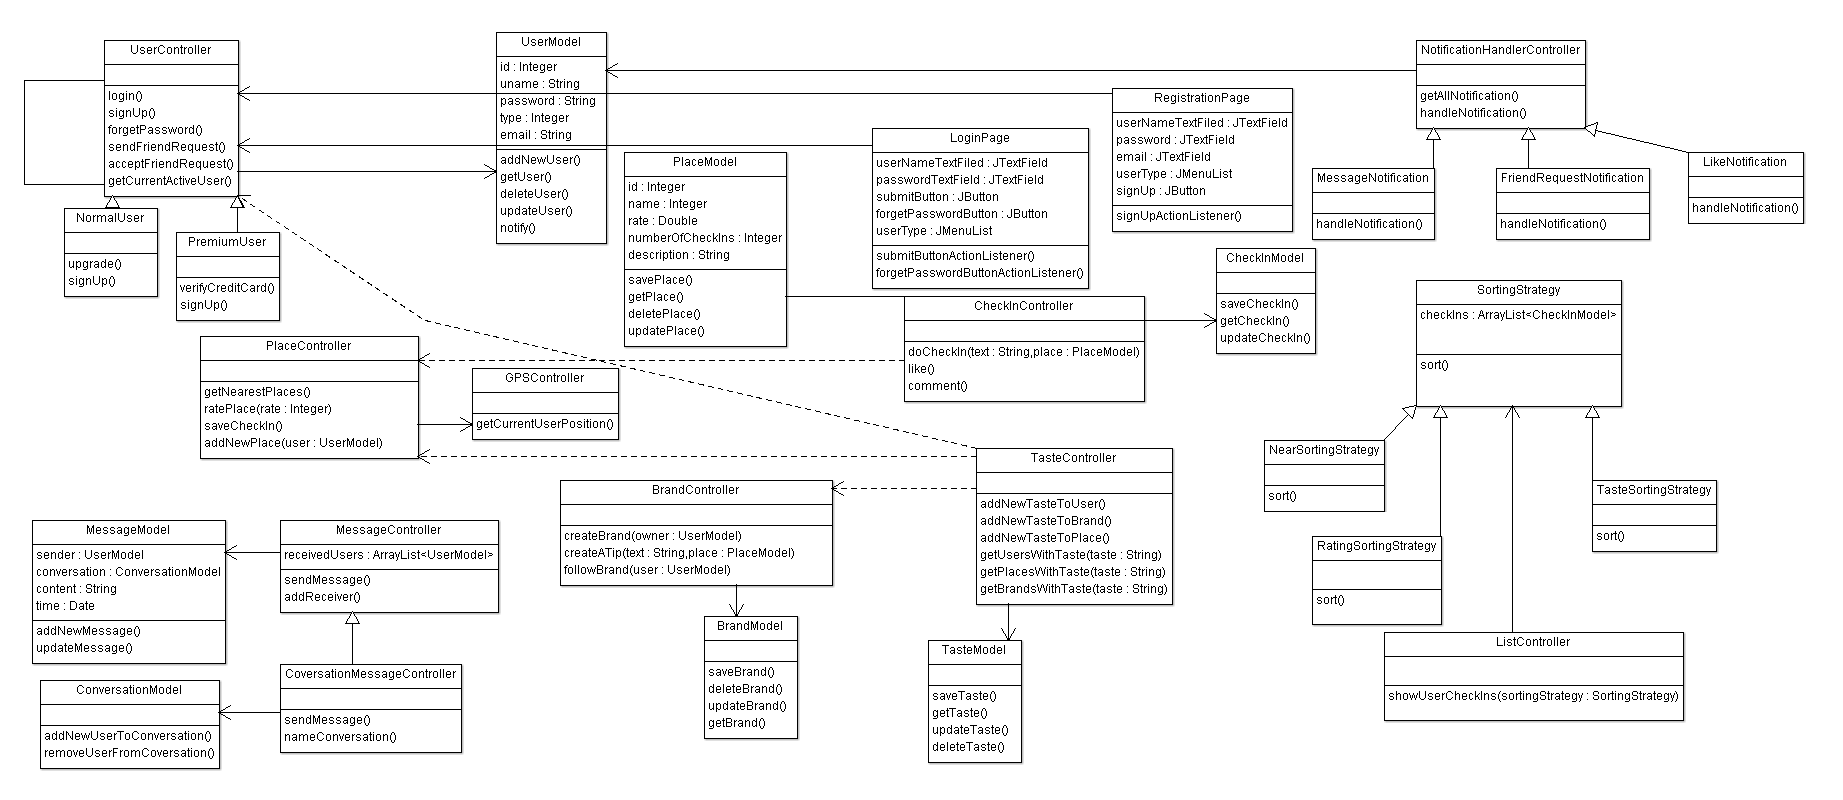 UserController
login()
signUp()
forgetPassword()
sendFriendRequest()
acceptFriendRequest()
getCurrentActiveUser()
UserModel
id : Integer
uname : String
password : String
type : Integer
email : String
addNewUser()
getUser()
deleteUser()
updateUser()
notify()
NotificationHandlerController
getAllNotification()
handleNotification()
RegistrationPage
userNameTextFiled : JTextField
password : JTextField
email : JTextField
userType : JMenuList
signUp : JButton
signUpActionListener()
LoginPage
userNameTextFiled : JTextField
passwordTextField : JTextField
submitButton : JButton
forgetPasswordButton : JButton
userType : JMenuList
submitButtonActionListener()
forgetPasswordButtonActionListener()
PlaceModel
id : Integer
name : Integer
rate : Double
numberOfCheckIns : Integer
description : String
savePlace()
getPlace()
deletePlace()
updatePlace()
MessageNotification
handleNotification()
FriendRequestNotification
handleNotification()
LikeNotification
handleNotification()
NormalUser
upgrade()
signUp()
PremiumUser
verifyCreditCard()
signUp()
CheckInModel
saveCheckIn()
getCheckIn()
updateCheckIn()
CheckInController
doCheckIn(text : String,place : PlaceModel)
like()
comment()
SortingStrategy
checkIns : ArrayList<CheckInModel>
sort()
PlaceController
getNearestPlaces()
ratePlace(rate : Integer)
saveCheckIn()
addNewPlace(user : UserModel)
GPSController
getCurrentUserPosition()
TasteController
addNewTasteToUser()
addNewTasteToBrand()
addNewTasteToPlace()
getUsersWithTaste(taste : String)
getPlacesWithTaste(taste : String)
getBrandsWithTaste(taste : String)
NearSortingStrategy
sort()
TasteSortingStrategy
sort()
RatingSortingStrategy
sort()
BrandController
createBrand(owner : UserModel)
createATip(text : String,place : PlaceModel)
followBrand(user : UserModel)
MessageModel
sender : UserModel
conversation : ConversationModel
content : String
time : Date
addNewMessage()
updateMessage()
MessageController
receivedUsers : ArrayList<UserModel>
sendMessage()
addReceiver()
BrandModel
saveBrand()
deleteBrand()
updateBrand()
getBrand()
TasteModel
saveTaste()
getTaste()
updateTaste()
deleteTaste()
ListController
showUserCheckIns(sortingStrategy : SortingStrategy)
CoversationMessageController
sendMessage()
nameConversation()
ConversationModel
addNewUserToConversation()
removeUserFromCoversation()